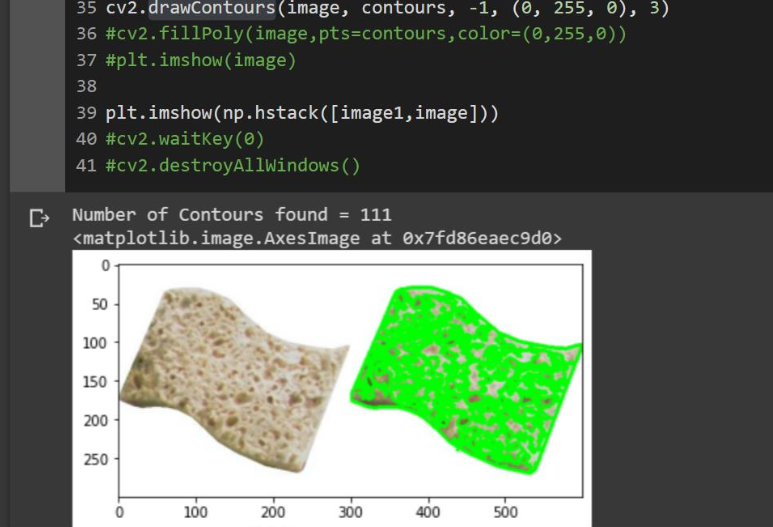 35 cv2.drawContours(image, contours, -1, (0, 255, 0), 3)
36 #cv2.fillPoly(image,pts=contours,color=(0,255,0))
37 #plt.imshow(image)
38
39 plt.imshow(np.hstack([image1,image]))
40 #cv2.waitKey(0)
41 #cv2.destroyAllWindows()
Number of Contours found = 111
<matplotlib.image.AxesImage at 0x7fd86eaec9d0>
0
50
100
150
200
250
0 100 200 300 400 500